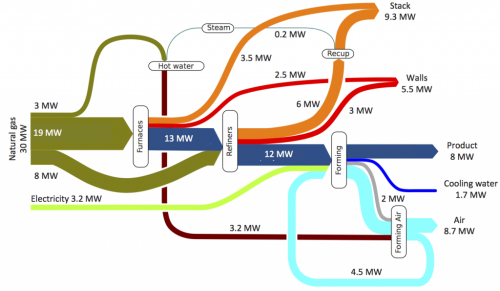 Stack
9.3 MW
Steam
0.2 MW
Recup
Hot water
3.5 MW
2.5 MW
Walls
5.5 MW
3 MW
6 MW
3 MW
Natural gas
30 MW
19 MW
Furnaces
13 MW
Refiners
12 MW
Forming
Product
8 MW
8 MW
Cooling water
1.7 MW
Electricity 3.2 MW
2 MW
Air
8.7 MW
3.2 MW
Forming Air
4.5 MW